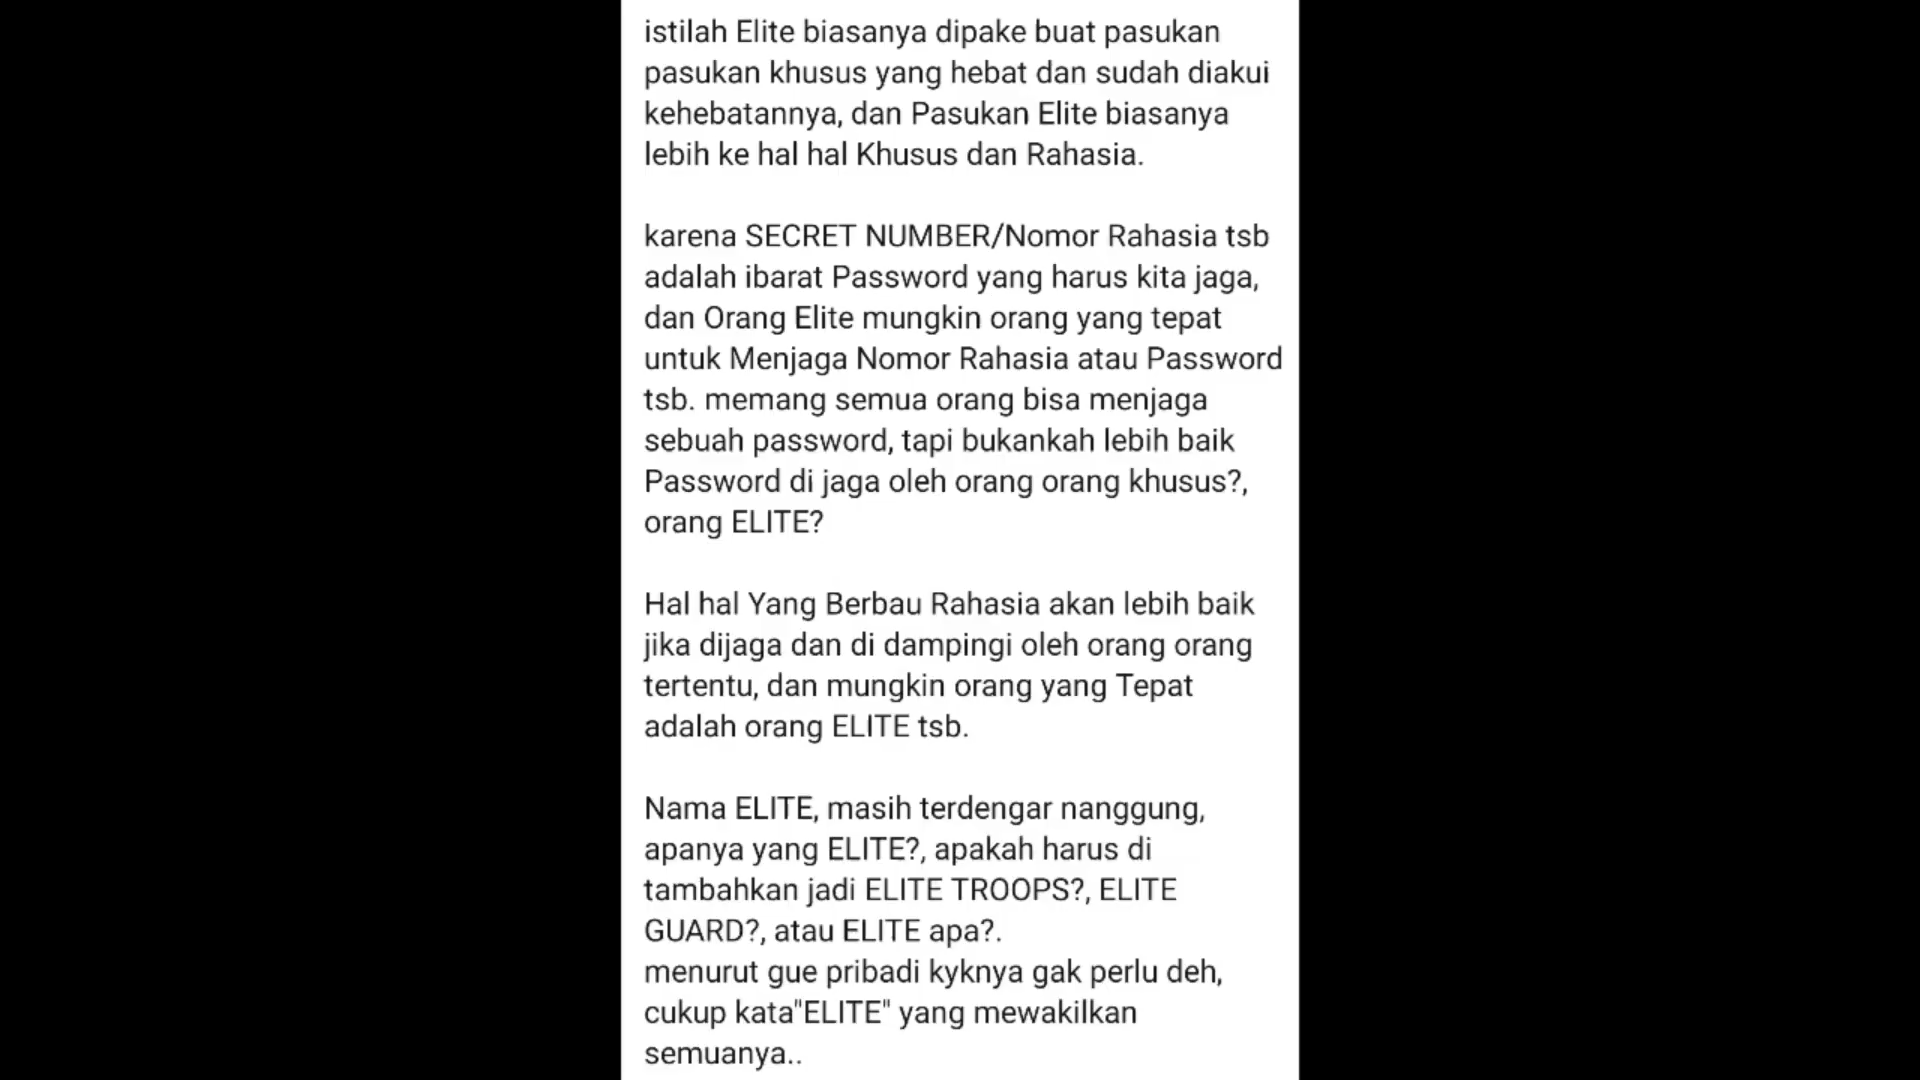 istilah Elite biasanya dipake buat pasukan
pasukan khusus yang hebat dan sudah diakui
kehebatannya, dan Pasukan Elite biasanya
lebih ke hal hal Khusus dan Rahasia.
karena SECRET NUMBER/Nomor Rahasia tsb
adalah ibarat Password yang harus kita jaga,
dan Orang Elite mungkin orang yang tepat
untuk Menjaga Nomor Rahasia atau Password
tsb. memang semua orang bisa menjaga
sebuah password, tapi bukankah lebih baik
Password di jaga oleh orang orang khusus?,
orang ELITE?
Hal hal Yang Berbau Rahasia akan lebih baik
jika dijaga dan di dampingi oleh orang orang
tertentu, dan mungkin orang yang Tepat
adalah orang ELITE tsb.
Nama ELITE, masih terdengar nanggung,
apanya yang ELITE?, apakah harus di
tambahkan jadi ELITE TROOPS?, ELITE
GUARD?, atau ELITE apa?.
menurut gue pribadi kyknya gak perlu deh,
cukup kata"ELITE" yang mewakilkan
semuanya..